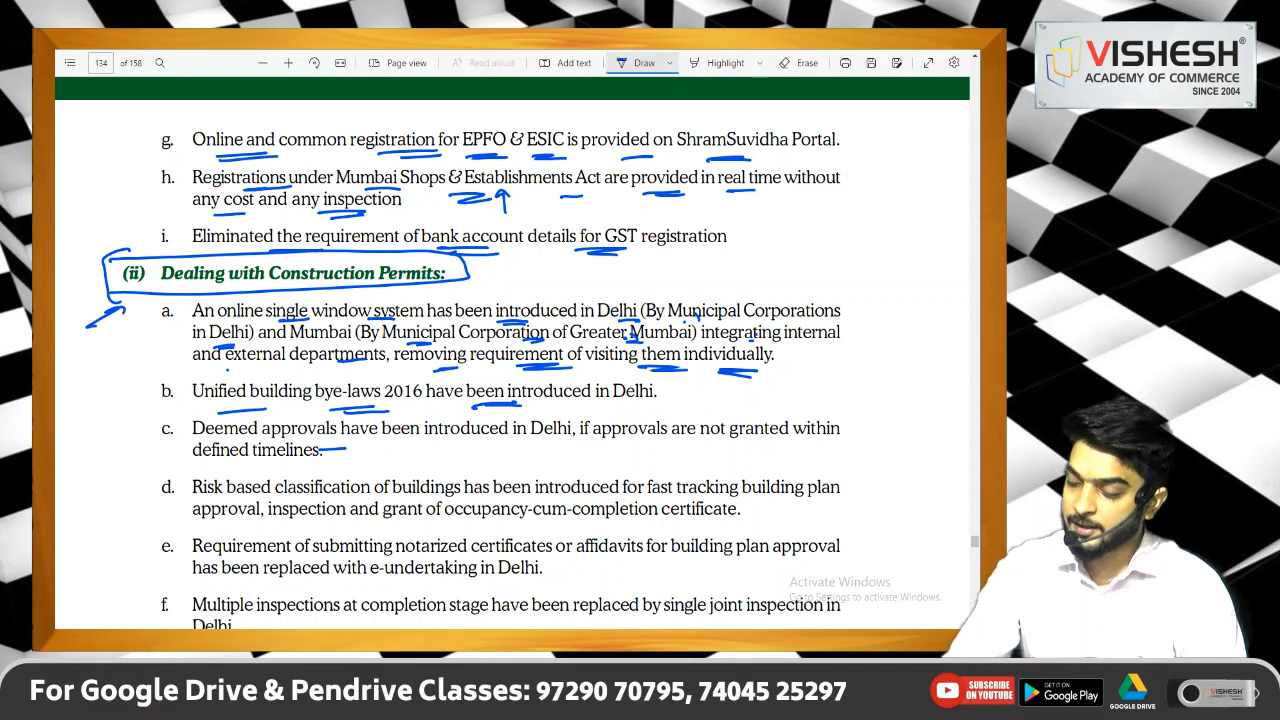 VISHESH®
ACADEMY OF COMMERCE
SINCE 2004
134 of 158 Page view Read aloud Add text Draw Highlight Erase
g. Online and common registration for EPFO & ESIC is provided on ShramSuvidha Portal.
h. Registrations under Mumbai Shops & Establishments Act are provided in real time without
any cost and any inspection
i. Eliminated the requirement of bank account details for GST registration
(ii) Dealing with Construction Permits:
a. An online single window system has been introduced in Delhi (By Municipal Corporations
in Delhi) and Mumbai (By Municipal Corporation of Greater Mumbai) integrating internal
and external departments, removing requirement of visiting them individually.
b. Unified building bye-laws 2016 have been introduced in Delhi.
c. Deemed approvals have been introduced in Delhi, if approvals are not granted within
defined timelines.
d. Risk based classification of buildings has been introduced for fast tracking building plan
approval, inspection and grant of occupancy-cum-completion certificate.
e. Requirement of submitting notarized certificates or affidavits for building plan approval
has been replaced with e-undertaking in Delhi.
Activate Windows
Go to Settings to activate Windows.
f. Multiple inspections at completion stage have been replaced by single joint inspection in
Delhi
For Google Drive & Pendrive Classes: 97290 70795, 74045 25297
SUBSCRIBE
ON YOUTUBE
GET IT ON
Google Play
GOOGLE DRIVE
VISHESH